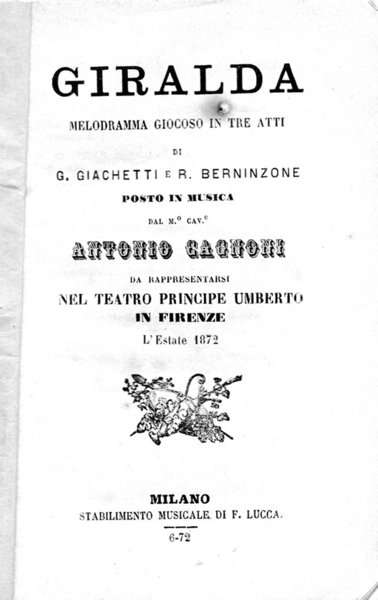 GIRALDA
MELODRAMMA GIOCOSO IN TRE ATTI
DI
G. GIACHETTI E R. BERNINZONE
POSTO IN MUSICA
DAL M.º CAV.ᵉ
ANTONIO CAGNONI
DA RAPPRESENTARSI
NEL TEATRO PRINCIPE UMBERTO
IN FIRENZE
L'Estate 1872
MILANO
STABILIMENTO MUSICALE DI F. LUCCA.
6-72